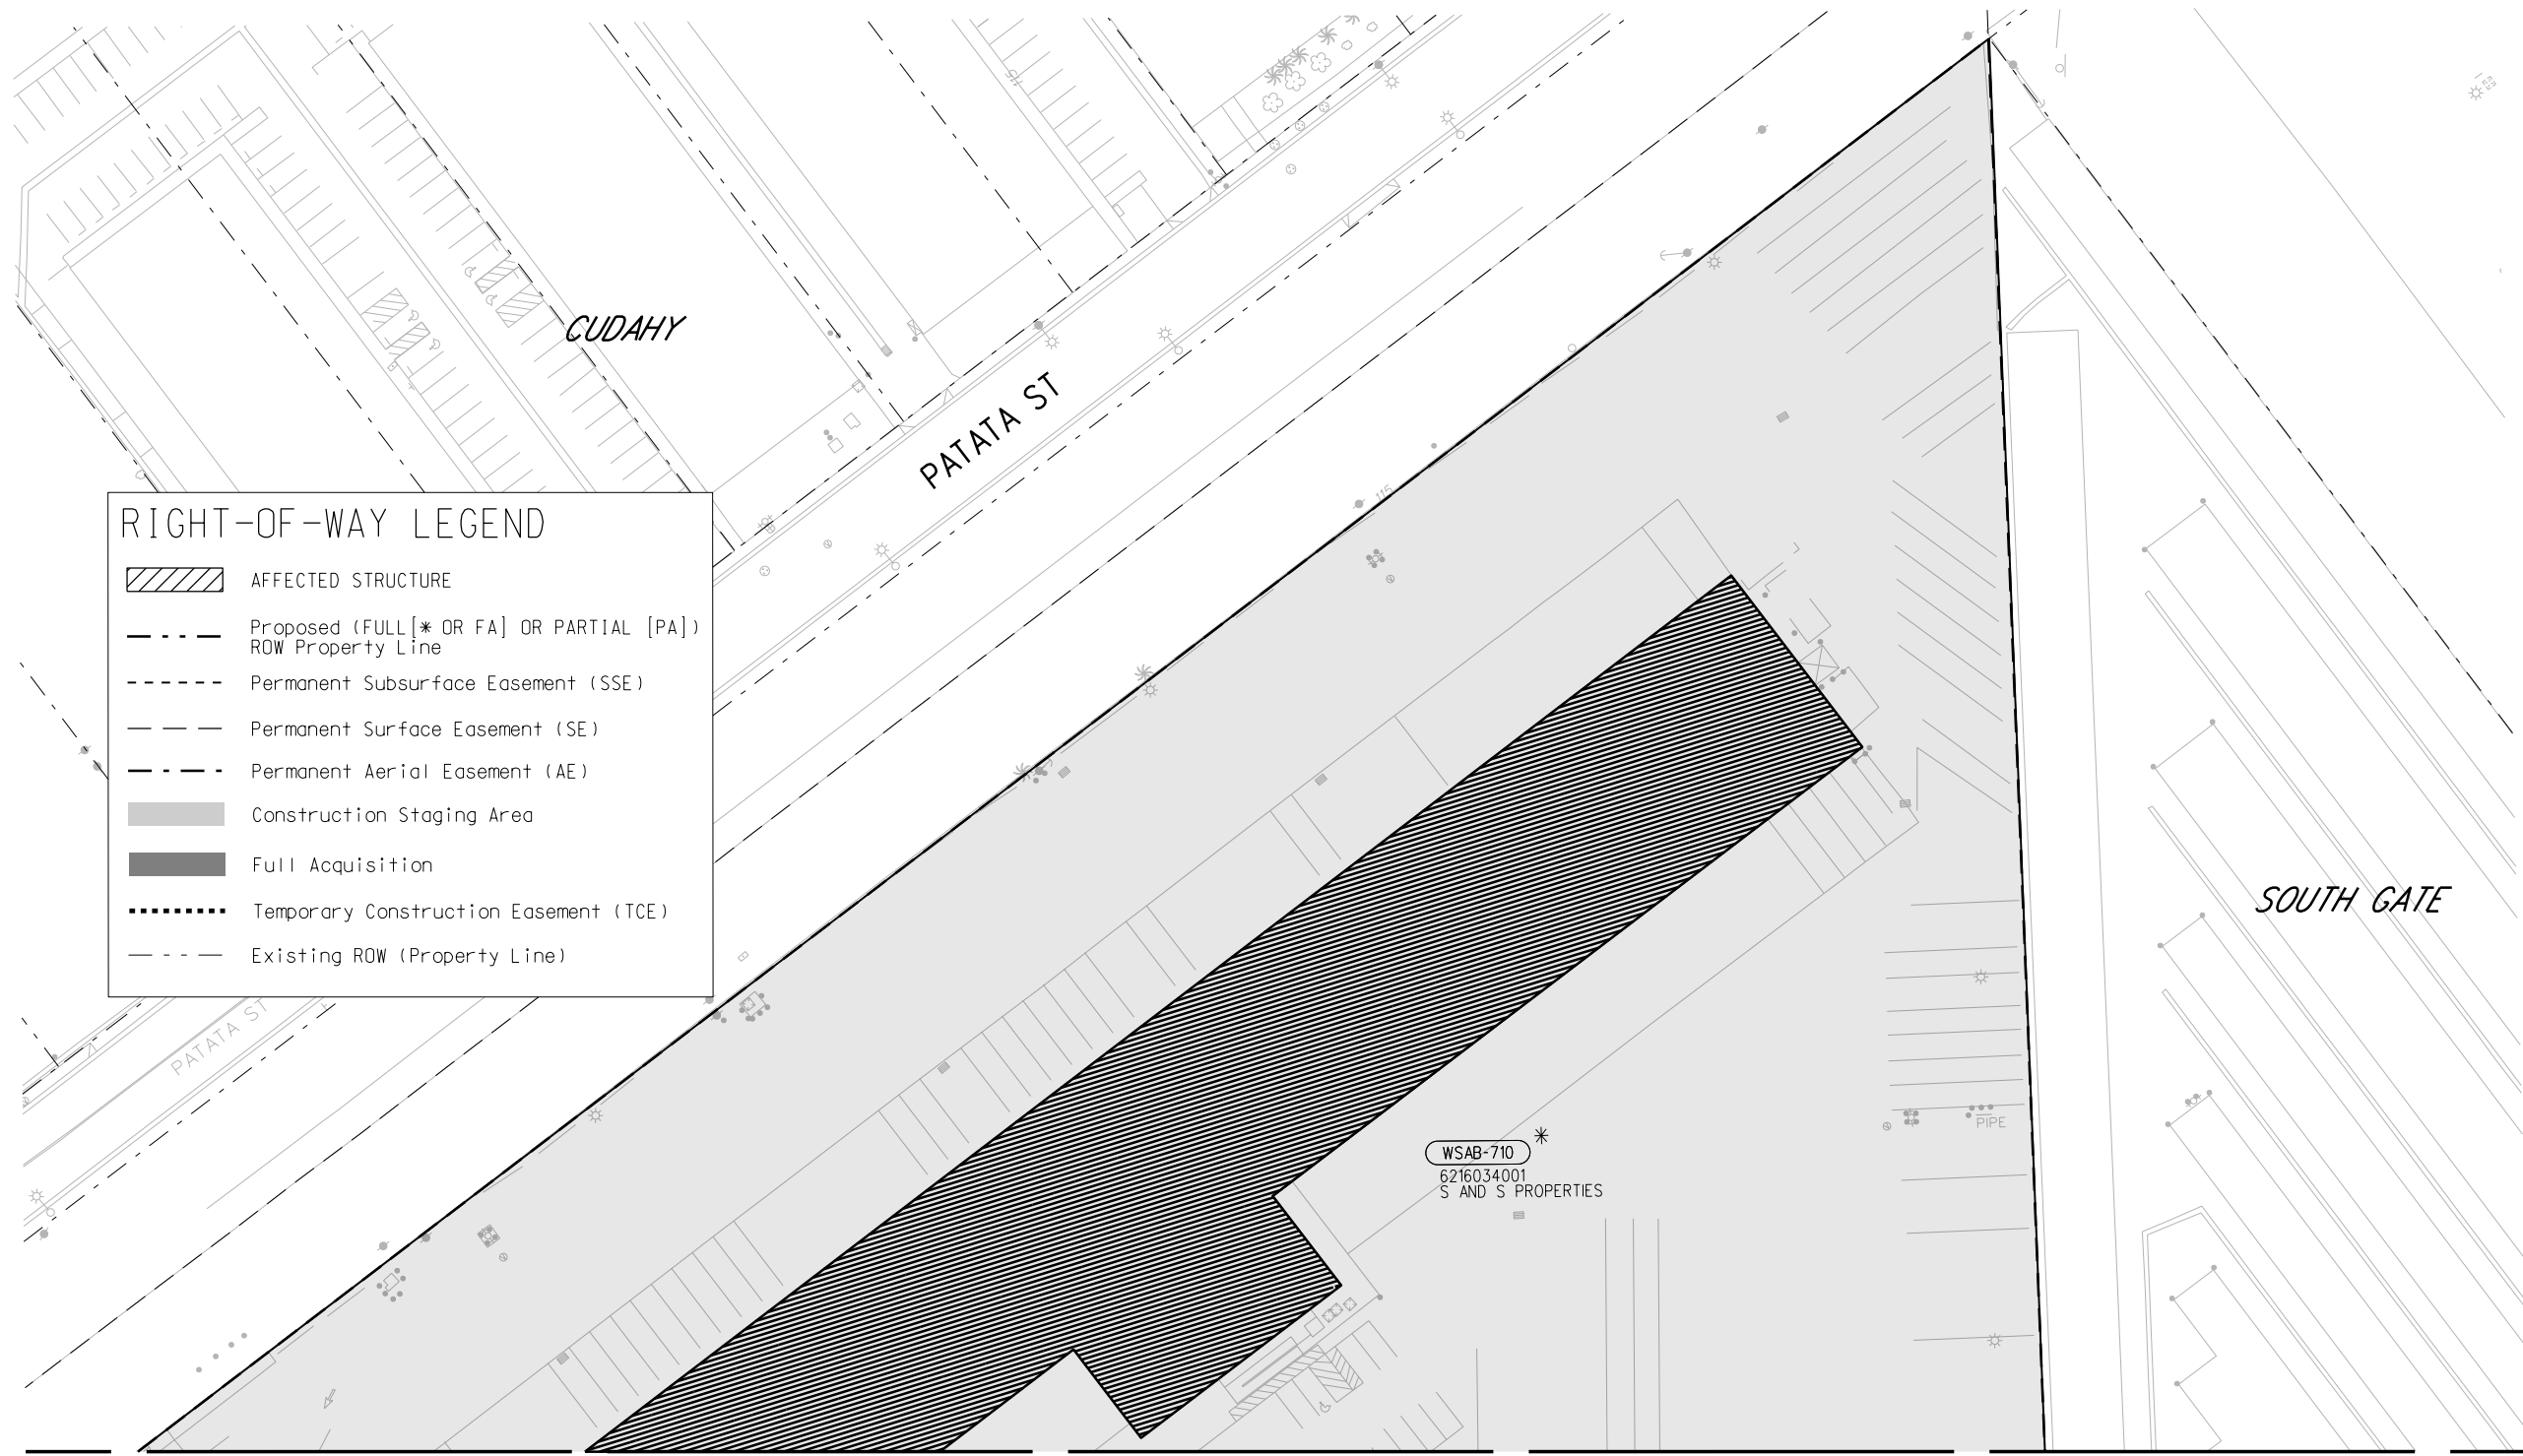 CUDAHY
PATATA ST
115
115
RIGHT-OF-WAY LEGEND
AFFECTED STRUCTURE
Proposed (FULL[* OR FA] OR PARTIAL [PA])
ROW Property Line
Permanent Subsurface Easement (SSE)
Permanent Surface Easement (SE)
Permanent Aerial Easement (AE)
Construction Staging Area
Full Acquisition
Temporary Construction Easement (TCE)
Existing ROW (Property Line)
SOUTH GATE
PATATA ST
WSAB-710 *
6216034001
S AND S PROPERTIES
PIPE